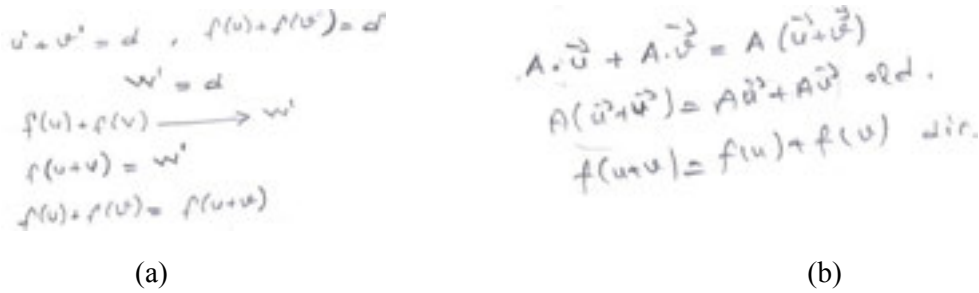 u' + v' = d , f(u) + f(v) = d
w' = d
f(u) + f(v) ⟶ w'
f(u+v) = w'
f(u) + f(v) = f(u+v)
(a)
A.u⃗ + A.v⃗ = A (u⃗+v⃗)
A(u⃗+v⃗) = Au⃗ + Av⃗ old.
f(u+v) = f(u) + f(v) dir.
(b)